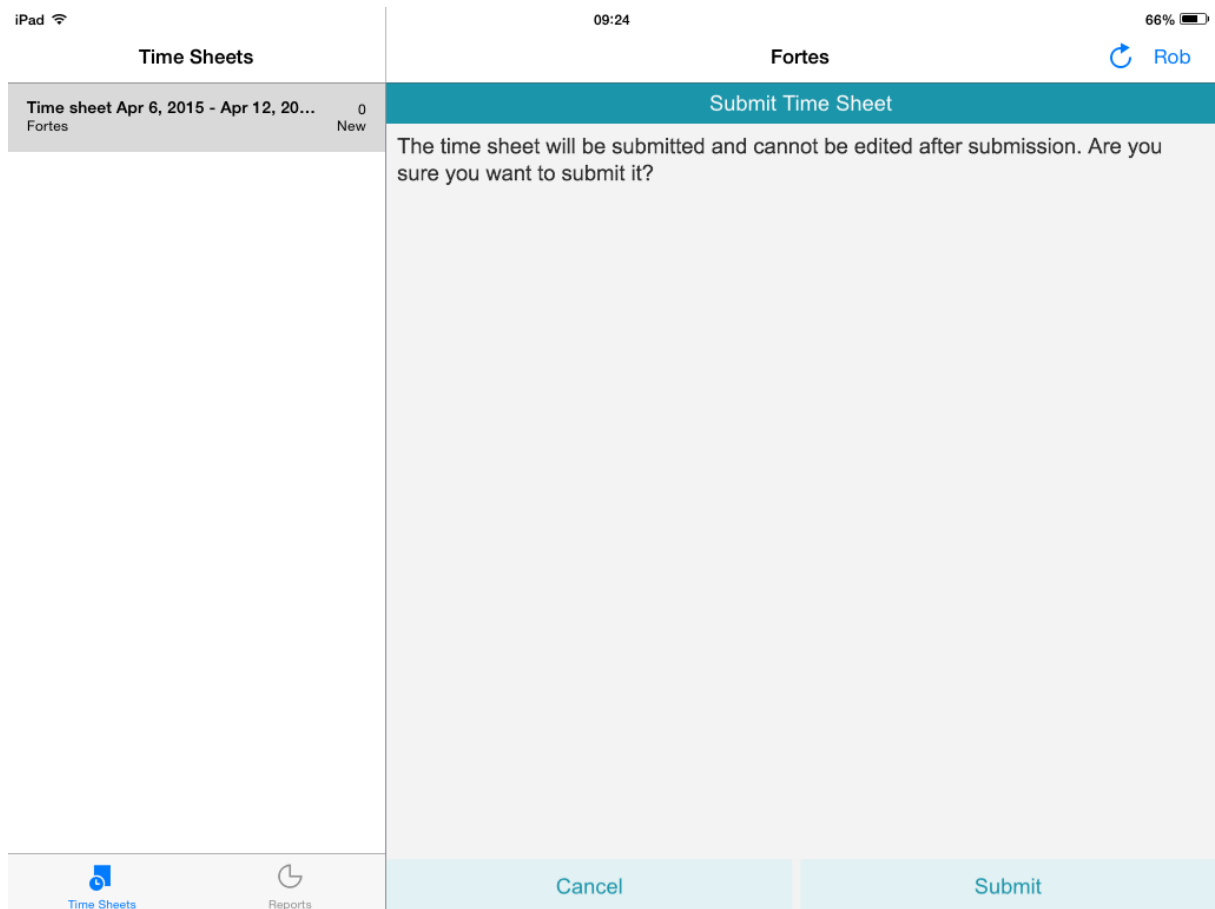 iPad 09:24 66%
Time Sheets
Fortes Rob
Time sheet Apr 6, 2015 - Apr 12, 20... 0
Fortes New
Submit Time Sheet
The time sheet will be submitted and cannot be edited after submission. Are you
sure you want to submit it?
Time Sheets Reports
Cancel Submit